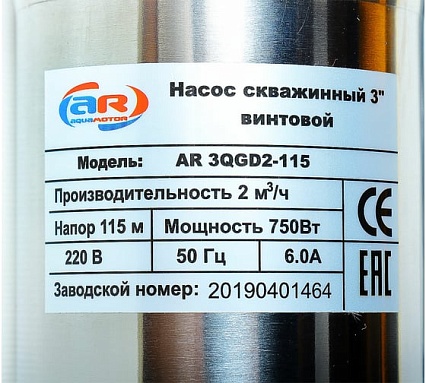 Насос скважинный 3"
aR
aquaMOTOR
винтовой
Модель: AR 3QGD2-115
Производительность 2 м³/ч
Напор 115 м Мощность 750Вт
CE
220 В 50 Гц 6.0А
EAC
Заводской номер: 20190401464